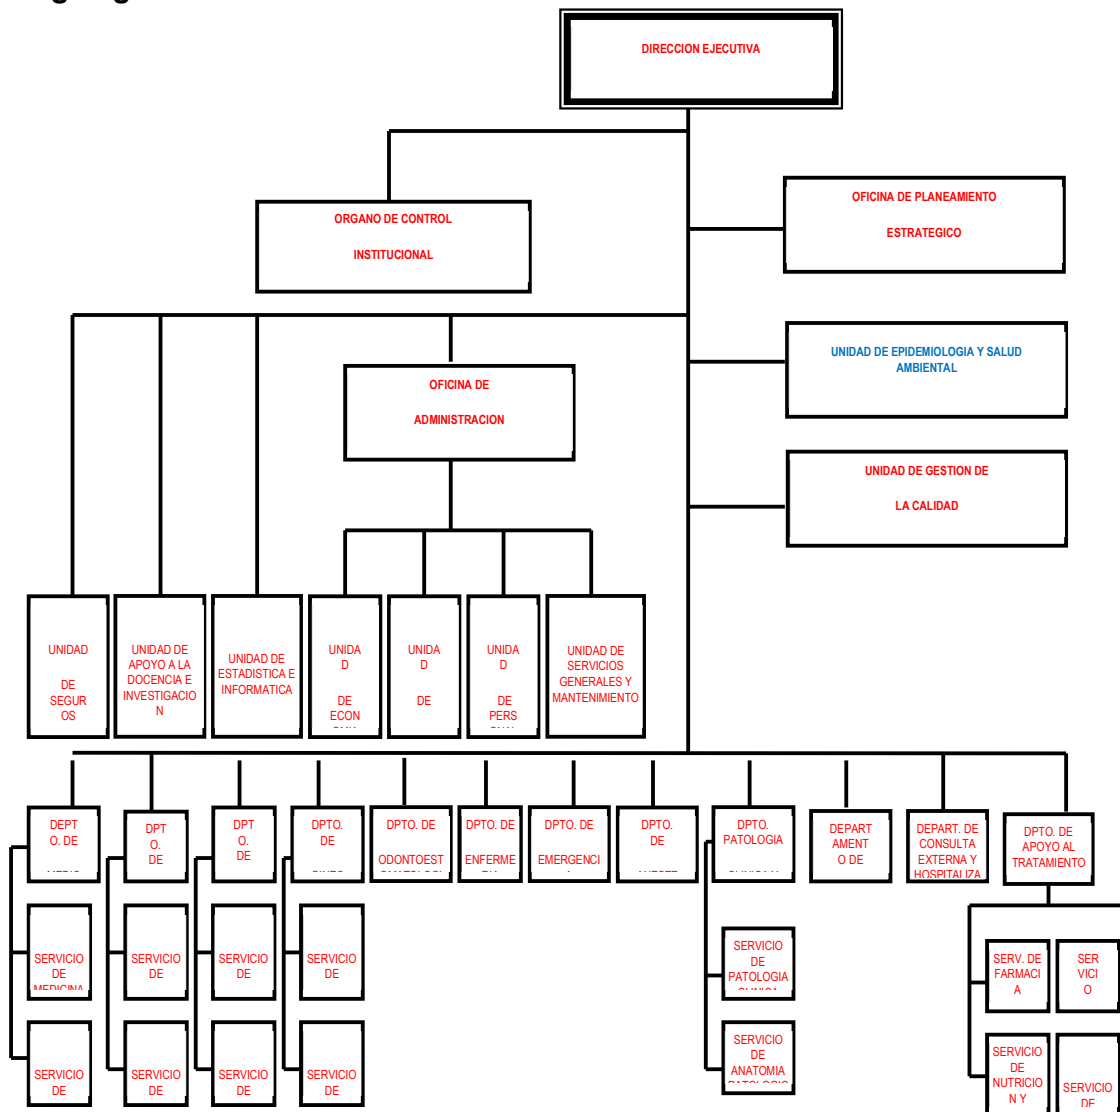 DIRECCION EJECUTIVA
ORGANO DE CONTROL
INSTITUCIONAL
OFICINA DE PLANEAMIENTO
ESTRATEGICO
UNIDAD DE EPIDEMIOLOGIA Y SALUD
AMBIENTAL
OFICINA DE
ADMINISTRACION
UNIDAD DE GESTION DE
LA CALIDAD
UNIDAD
DE
SEGUR
OS
UNIDAD DE
APOYO A LA
DOCENCIA E
INVESTIGACIO
N
UNIDAD DE
ESTADISTICA E
INFORMATICA
UNIDA
D
DE
ECON
UNIDA
D
DE
UNIDA
D
DE
PERS
UNIDAD DE
SERVICIOS
GENERALES Y
MANTENIMIENTO
DEPT
O. DE
DPT
O.
DE
DPT
O.
DE
DPTO.
DE
DPTO. DE
ODONTOEST
DPTO. DE
ENFERME
DPTO. DE
EMERGENCI
DPTO.
DE
DPTO.
PATOLOGIA
DEPART
AMENT
O DE
DEPART. DE
CONSULTA
EXTERNA Y
HOSPITALIZA
DPTO. DE
APOYO AL
TRATAMIENTO
SERVICIO
DE
MEDICINA
SERVICIO
DE
SERVICIO
DE
SERVICIO
DE
SERVICIO
DE
PATOLOGIA
SERV. DE
FARMACI
A
SER
VICI
O
SERVICIO
DE
SERVICIO
DE
SERVICIO
DE
SERVICIO
DE
SERVICIO
DE
ANATOMIA
SERVICIO
DE
NUTRICIO
N Y
SERVICIO
DE